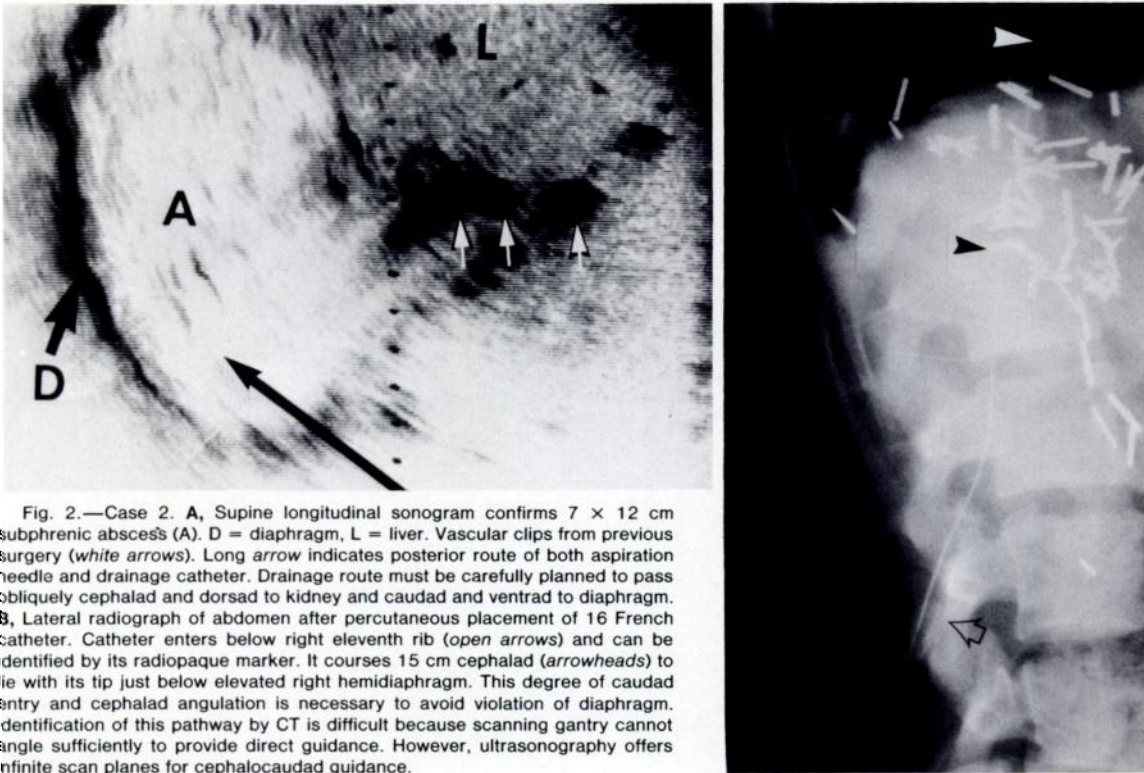 L
A
D
Fig. 2.—Case 2. A, Supine longitudinal sonogram confirms 7 × 12 cm
subphrenic abscess (A). D = diaphragm, L = liver. Vascular clips from previous
surgery (white arrows). Long arrow indicates posterior route of both aspiration
needle and drainage catheter. Drainage route must be carefully planned to pass
obliquely cephalad and dorsad to kidney and caudad and ventrad to diaphragm.
B, Lateral radiograph of abdomen after percutaneous placement of 16 French
catheter. Catheter enters below right eleventh rib (open arrows) and can be
identified by its radiopaque marker. It courses 15 cm cephalad (arrowheads) to
lie with its tip just below elevated right hemidiaphragm. This degree of caudad
entry and cephalad angulation is necessary to avoid violation of diaphragm.
Identification of this pathway by CT is difficult because scanning gantry cannot
angle sufficiently to provide direct guidance. However, ultrasonography offers
infinite scan planes for cephalocaudad guidance.